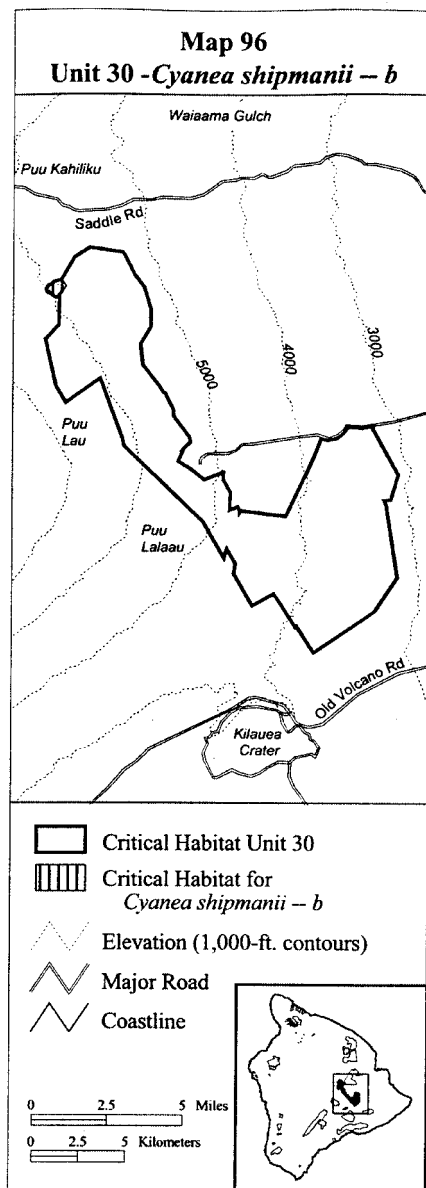 Map 96
Unit 30 - Cyanea shipmanii -- b
Waiaama Gulch
Puu Kahiliku
Saddle Rd
5000
4000
3000
Puu
Lau
Puu
Lalaau
Old Volcano Rd
Kilauea
Crater
Critical Habitat Unit 30
Critical Habitat for
Cyanea shipmanii -- b
Elevation (1,000-ft. contours)
Major Road
Coastline
0 2.5 5 Miles
0 2.5 5 Kilometers